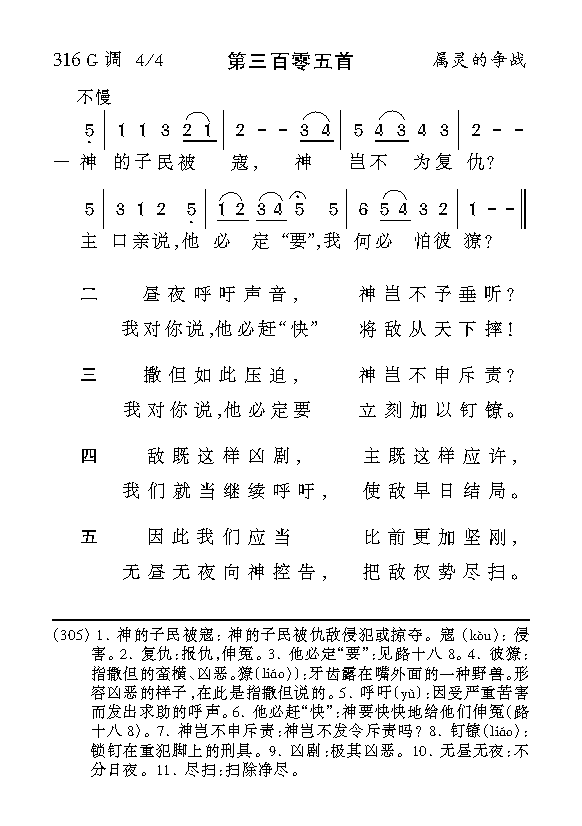 316 G 调 4/4 第三百零五首 属灵的争战
不慢
5 | 1 1 3 2 1 | 2 - - 3 4 | 5 4 3 4 3 | 2 - -
一 神 的子民被 寇， 神 岂不 为复仇？
5 | 3 1 2 5 | 1 2 3 4 5 5 | 6 5 4 3 2 | 1 - - ‖
主 口亲说，他 必 定“要”，我 何必 怕彼獠？
二 昼夜呼吁声音， 神岂不予垂听？
我对你说，他必赶“快” 将敌从天下摔！
三 撒但如此压迫， 神岂不申斥责？
我对你说，他必定要 立刻加以钉镣。
四 敌既这样凶剧， 主既这样应许，
我们就当继续呼吁， 使敌早日结局。
五 因此我们应当 比前更加坚刚，
无昼无夜向神控告， 把敌权势尽扫。
(305) 1．神的子民被寇：神的子民被仇敌侵犯或掠夺。寇 (kòu)：侵
害。2．复仇：报仇，伸冤。3．他必定“要”：见路十八 8。4．彼獠：
指撒但的蛮横、凶恶。獠(liáo)：牙齿露在嘴外面的一种野兽。形
容凶恶的样子，在此是指撒但说的。5．呼吁(yù)：因受严重苦害
而发出求助的呼声。6．他必赶“快”：神要快快地给他们伸冤(路
十八 8)。7．神岂不申斥责：神岂不发令斥责吗？8．钉镣(liáo)：
锁钉在重犯脚上的刑具。9．凶剧：极其凶恶。10．无昼无夜：不
分日夜。11．尽扫：扫除净尽。